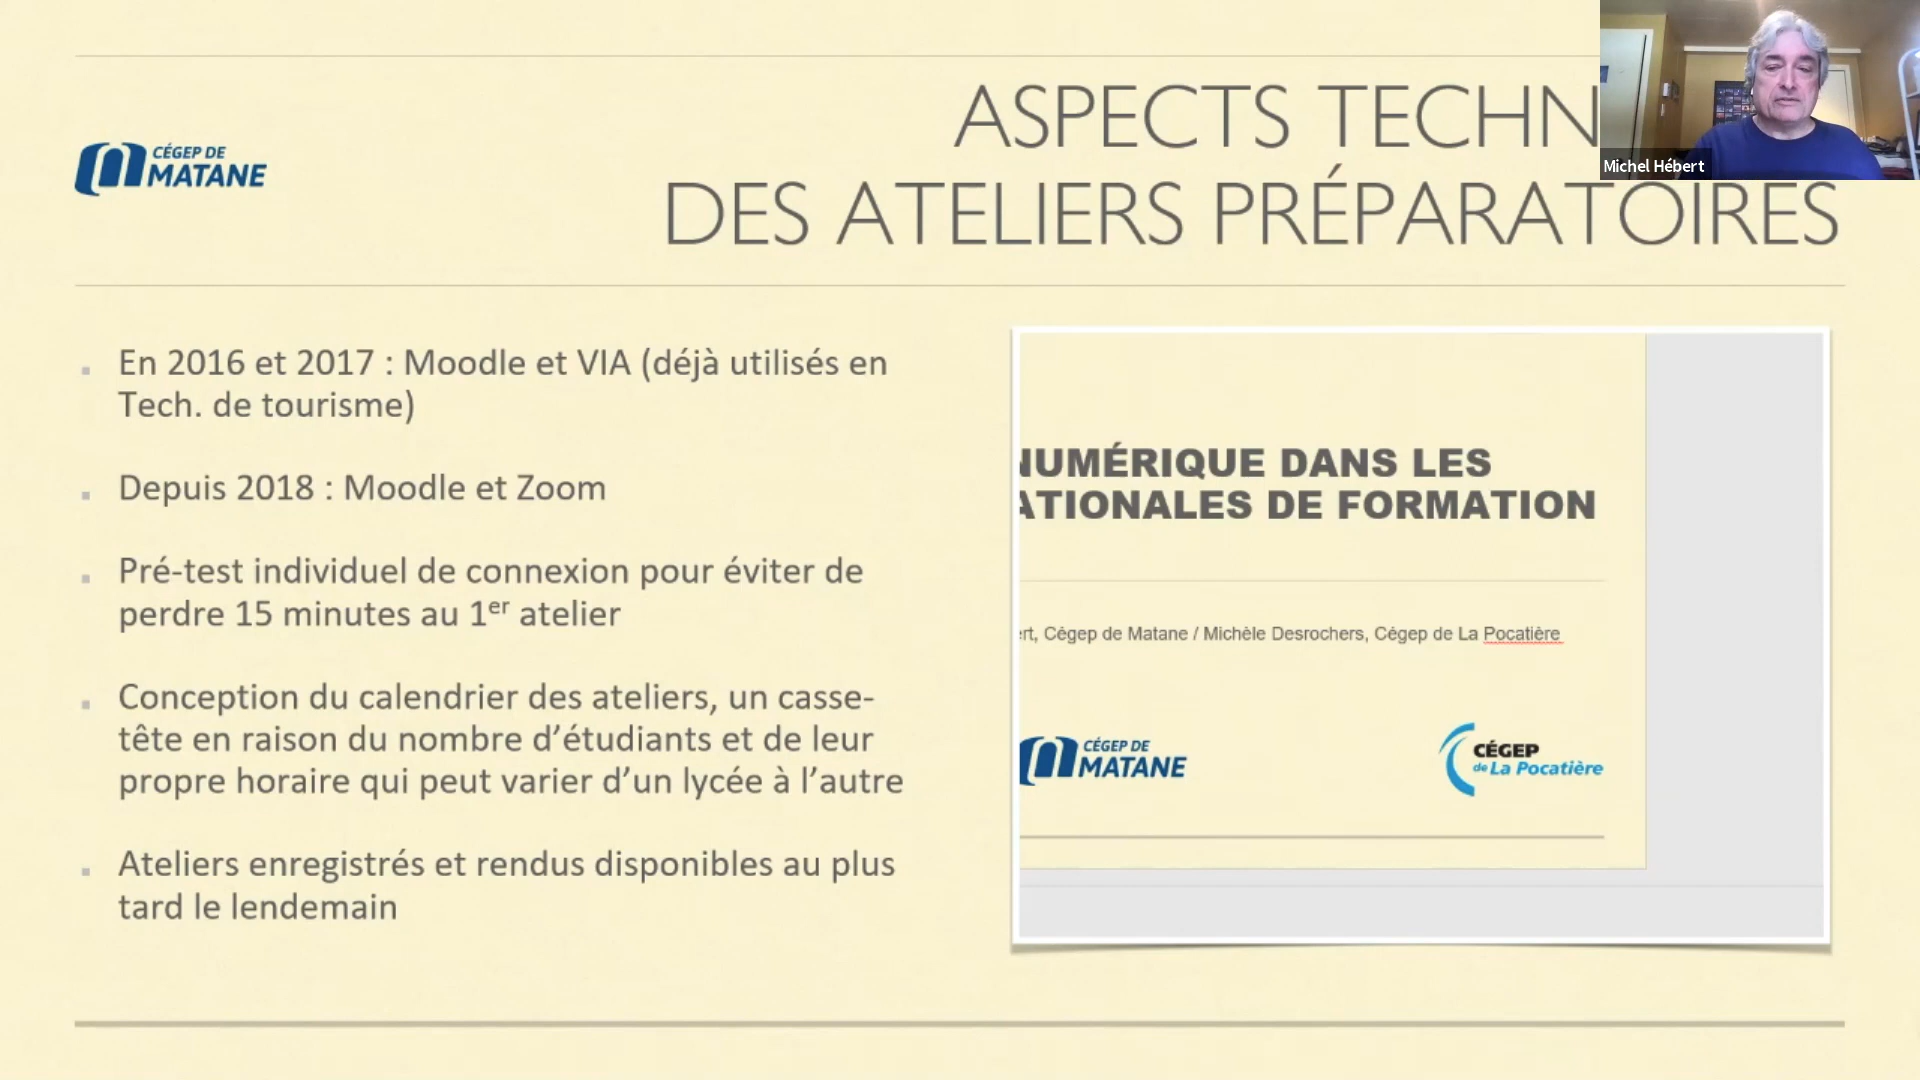 ASPECTS TECHN
DES ATELIERS PRÉPARATOIRES
CÉGEP DE
MATANE
Michel Hébert
En 2016 et 2017 : Moodle et VIA (déjà utilisés en
Tech. de tourisme)
Depuis 2018 : Moodle et Zoom
Pré-test individuel de connexion pour éviter de
perdre 15 minutes au 1er atelier
Conception du calendrier des ateliers, un casse-
tête en raison du nombre d’étudiants et de leur
propre horaire qui peut varier d’un lycée à l’autre
Ateliers enregistrés et rendus disponibles au plus
tard le lendemain
NUMÉRIQUE DANS LES
ATIONALES DE FORMATION
ert, Cégep de Matane / Michèle Desrochers, Cégep de La Pocatière
CÉGEP DE
MATANE
CÉGEP
de La Pocatière